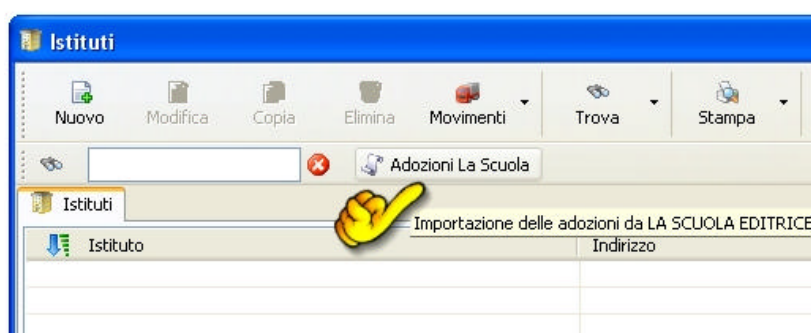 Istituti
Nuovo Modifica Copia Elimina Movimenti Trova Stampa
Adozioni La Scuola
Istituti
Importazione delle adozioni da LA SCUOLA EDITRICE
Istituto Indirizzo